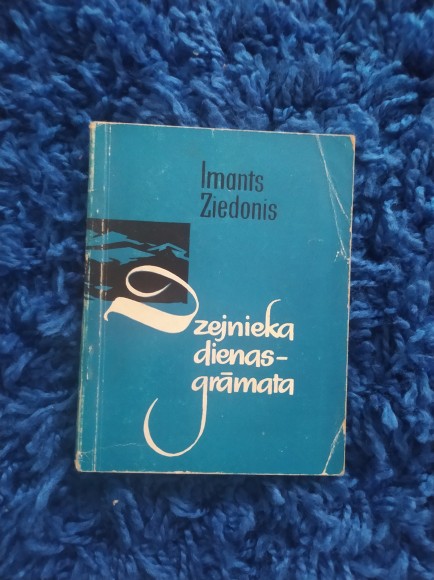 Imants
Ziedonis
Dzejnieka
dienas-
grāmata